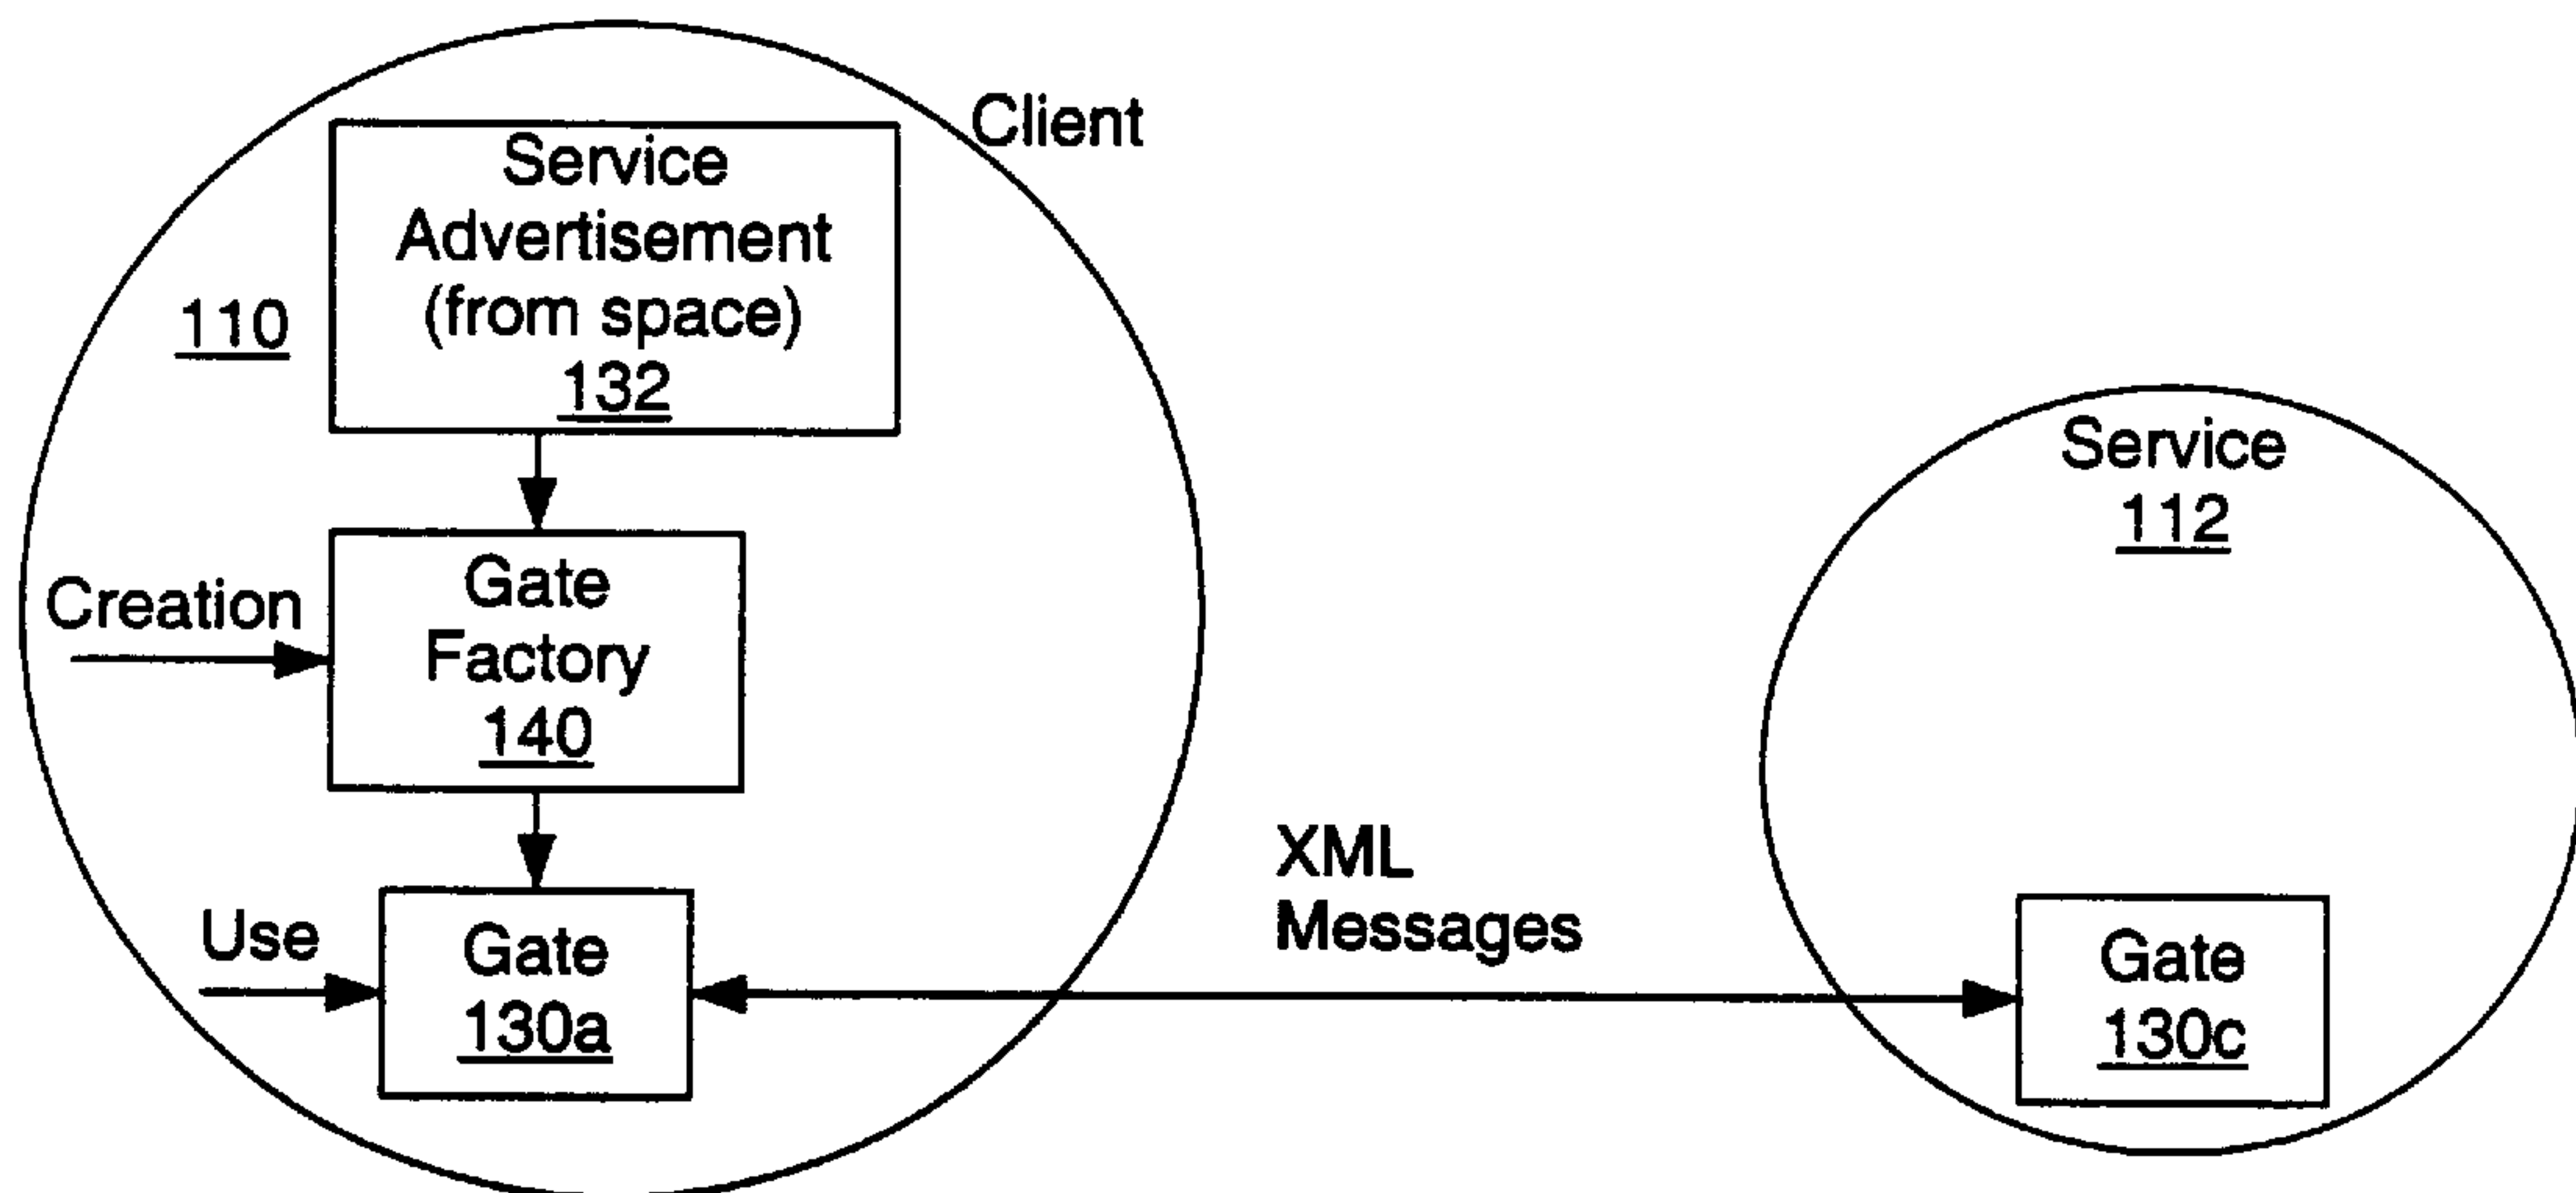 Client
110
Service
Advertisement
(from space)
132
Creation
Gate
Factory
140
Use
Gate
130a
XML
Messages
Service
112
Gate
130c